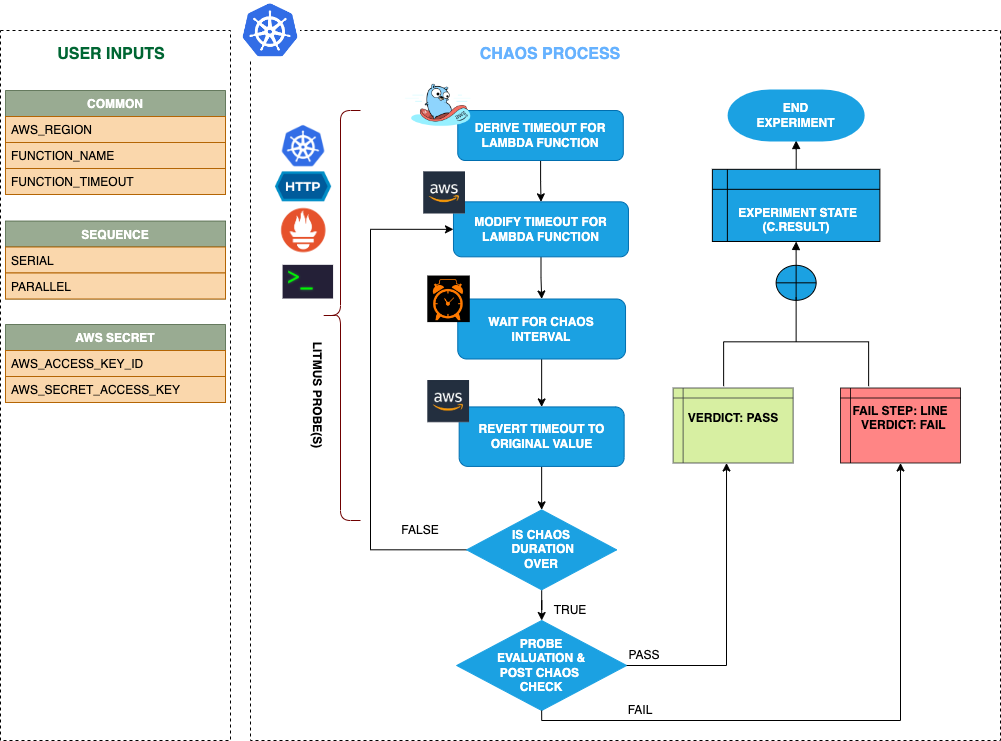 USER INPUTS
COMMON
AWS_REGION
FUNCTION_NAME
FUNCTION_TIMEOUT
SEQUENCE
SERIAL
PARALLEL
AWS SECRET
AWS_ACCESS_KEY_ID
AWS_SECRET_ACCESS_KEY
CHAOS PROCESS
HTTP
>_
LITMUS PROBE(S)
aws
DERIVE TIMEOUT FOR
LAMBDA FUNCTION
aws
MODIFY TIMEOUT FOR
LAMBDA FUNCTION
WAIT FOR CHAOS
INTERVAL
aws
REVERT TIMEOUT TO
ORIGINAL VALUE
IS CHAOS
DURATION
OVER
FALSE
TRUE
PROBE
EVALUATION &
POST CHAOS
CHECK
PASS
FAIL
VERDICT: PASS
FAIL STEP: LINE
VERDICT: FAIL
EXPERIMENT STATE
(C.RESULT)
END
EXPERIMENT